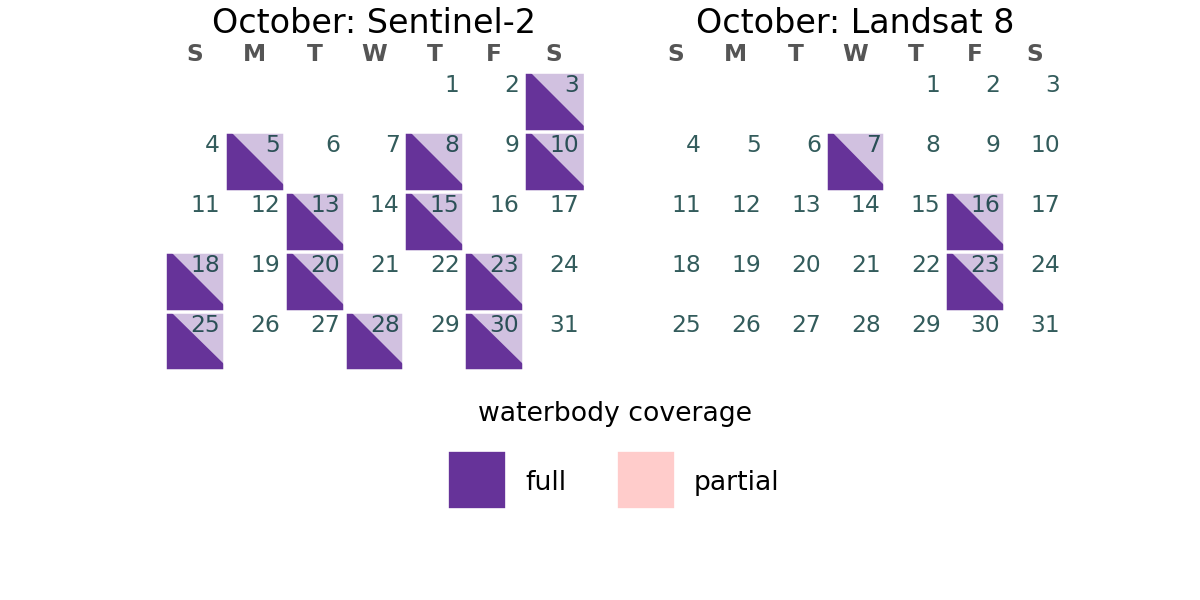 October: Sentinel-2
S M T W T F S
1 2 3
4 5 6 7 8 9 10
11 12 13 14 15 16 17
18 19 20 21 22 23 24
25 26 27 28 29 30 31
October: Landsat 8
S M T W T F S
1 2 3
4 5 6 7 8 9 10
11 12 13 14 15 16 17
18 19 20 21 22 23 24
25 26 27 28 29 30 31
waterbody coverage
full
partial